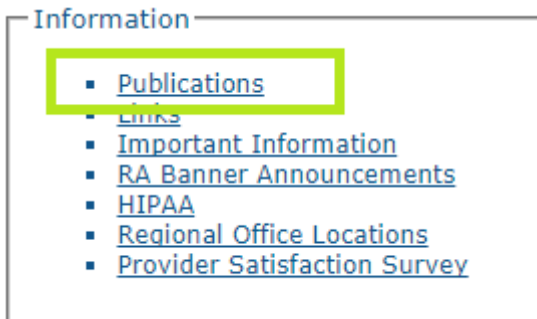 Information
Publications
Links
Important Information
RA Banner Announcements
HIPAA
Regional Office Locations
Provider Satisfaction Survey